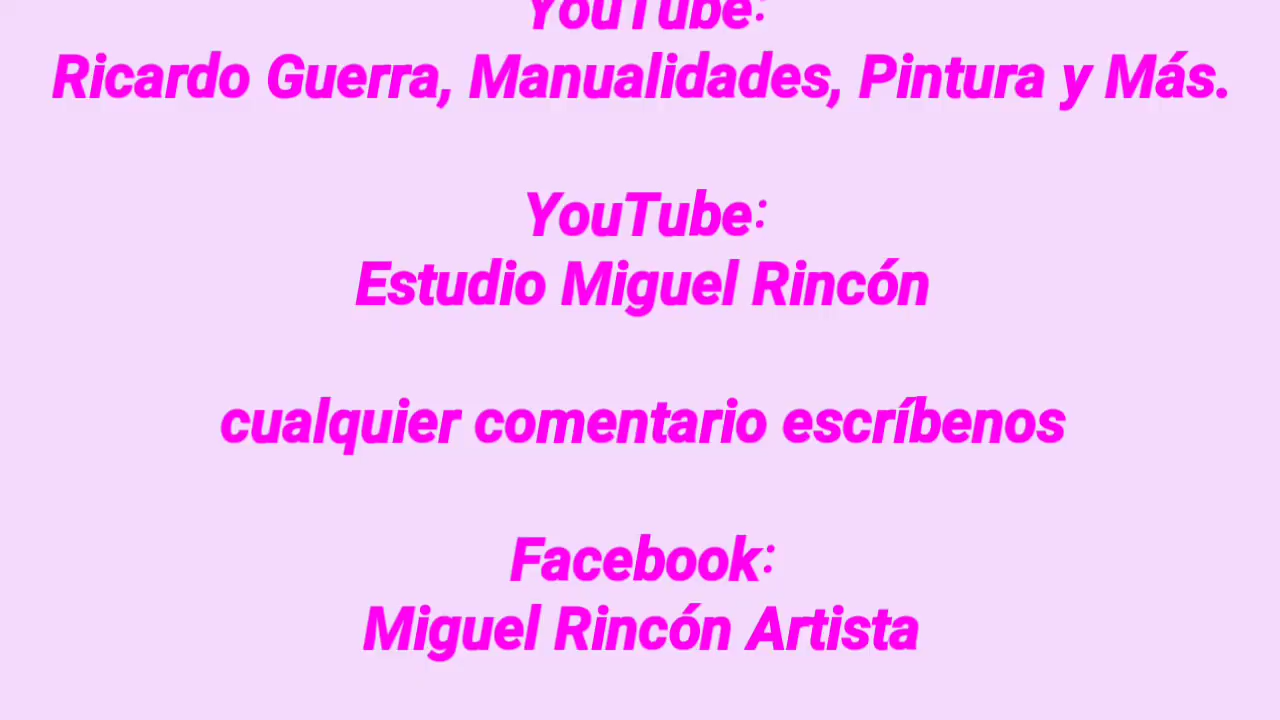 YouTube:
Ricardo Guerra, Manualidades, Pintura y Más.
YouTube:
Estudio Miguel Rincón
cualquier comentario escríbenos
Facebook:
Miguel Rincón Artista